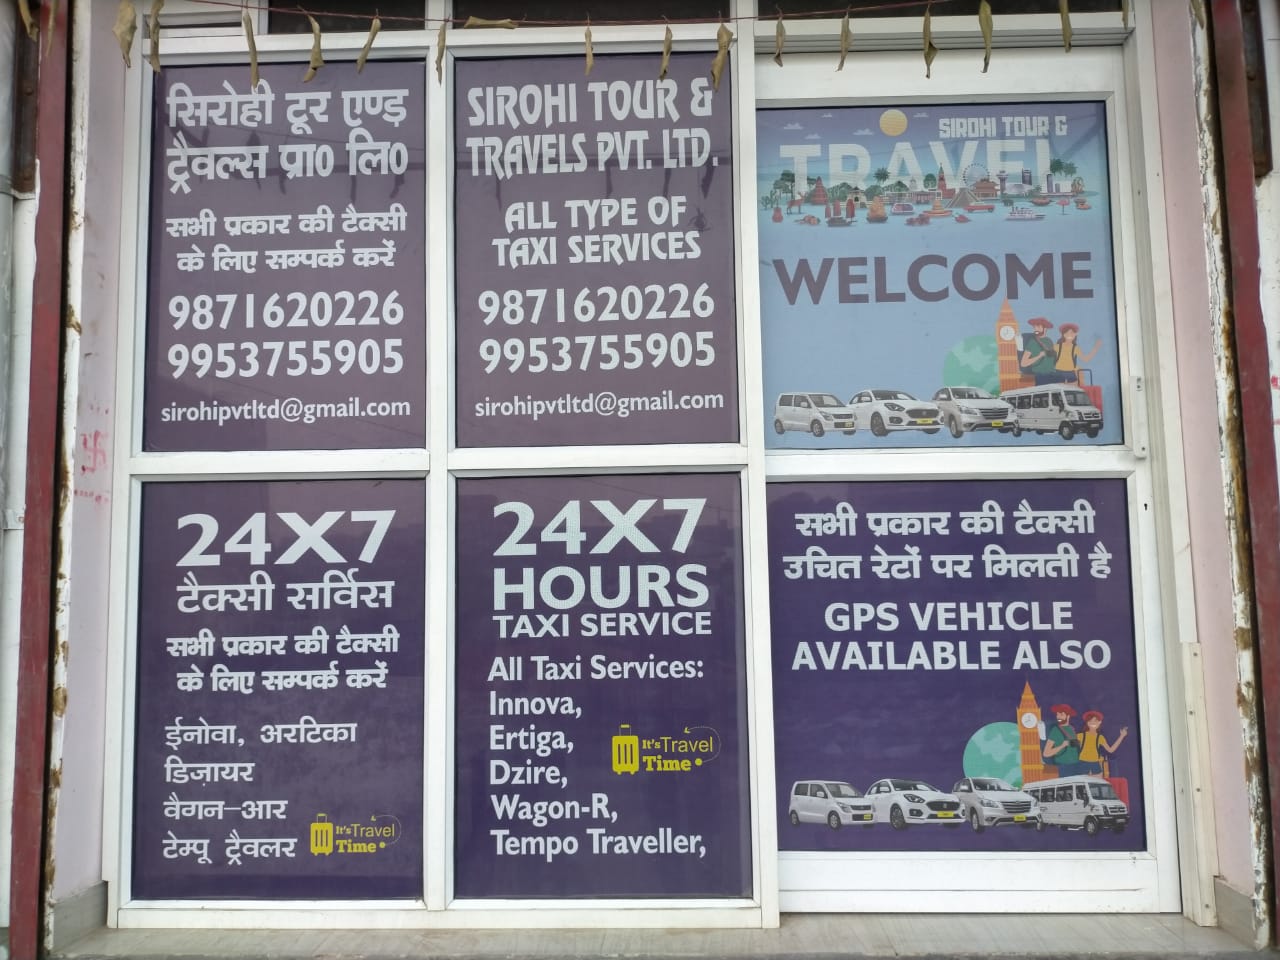 सिरोही टूर एण्ड
ट्रैवल्स प्रा0 लि0
सभी प्रकार की टैक्सी
के लिए सम्पर्क करें
9871620226
9953755905
sirohipvtltd@gmail.com
SIROHI TOUR &
TRAVELS PVT. LTD.
ALL TYPE OF
TAXI SERVICES
9871620226
9953755905
sirohipvtltd@gmail.com
SIROHI TOUR &
TRAVEL
WELCOME
24X7
टैक्सी सर्विस
सभी प्रकार की टैक्सी
के लिए सम्पर्क करें
ईनोवा, अरटिका
डिज़ायर
वैगन-आर
टेम्पू ट्रैवलर
It's Travel
Time
24X7
HOURS
TAXI SERVICE
All Taxi Services:
Innova,
Ertiga,
Dzire,
Wagon-R,
Tempo Traveller,
It's Travel
Time
सभी प्रकार की टैक्सी
उचित रेटों पर मिलती है
GPS VEHICLE
AVAILABLE ALSO